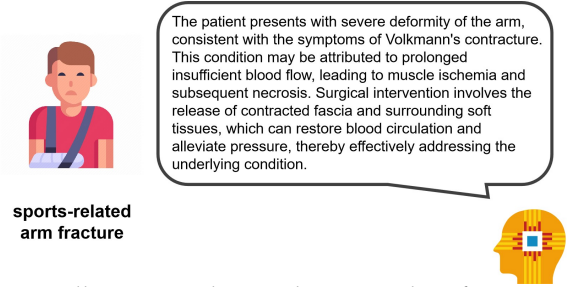 The patient presents with severe deformity of the arm,
consistent with the symptoms of Volkmann's contracture.
This condition may be attributed to prolonged
insufficient blood flow, leading to muscle ischemia and
subsequent necrosis. Surgical intervention involves the
release of contracted fascia and surrounding soft
tissues, which can restore blood circulation and
alleviate pressure, thereby effectively addressing the
underlying condition.
sports-related
arm fracture